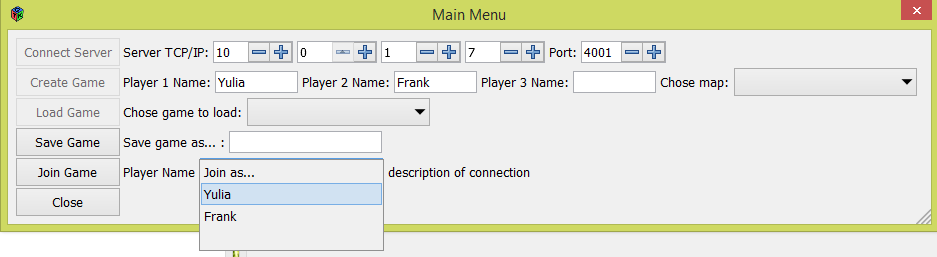 Main Menu
Connect Server Server TCP/IP: 10 0 1 7 Port: 4001
Create Game Player 1 Name: Yulia Player 2 Name: Frank Player 3 Name: Chose map:
Load Game Chose game to load:
Save Game Save game as... :
Join Game Player Name Join as... description of connection
Yulia
Close Frank